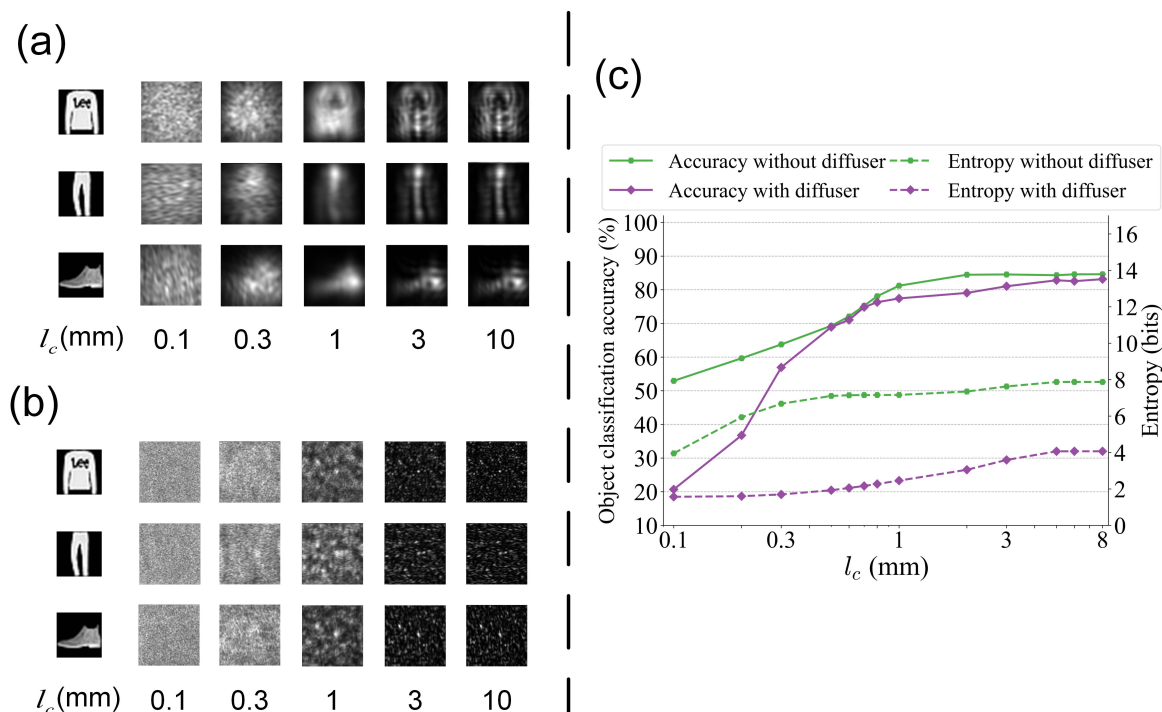 (a)
Lee
l_c(mm) 0.1 0.3 1 3 10
(b)
Lee
l_c(mm) 0.1 0.3 1 3 10
(c)
Accuracy without diffuser Entropy without diffuser
Accuracy with diffuser Entropy with diffuser
Object classification accuracy (%)
100
90
80
70
60
50
40
30
20
10
16
14
12
10
8
6
4
2
0
Entropy (bits)
0.1 0.3 1 3 8
l_c (mm)